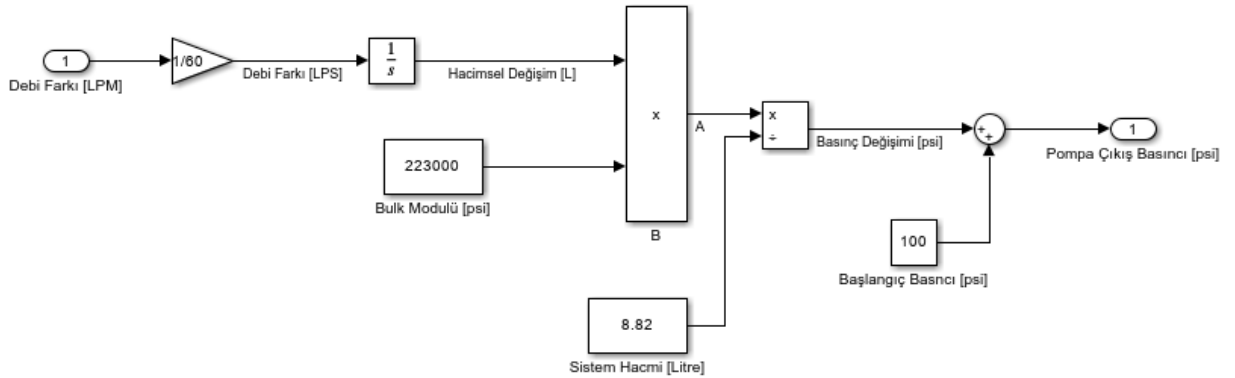 1
Debi Farkı [LPM]
1/60
Debi Farkı [LPS]
1
s
Hacimsel Değişim [L]
223000
Bulk Modülü [psi]
x
B
A
x
÷
Basınç Değişimi [psi]
8.82
Sistem Hacmi [Litre]
+
+
100
Başlangıç Basncı [psi]
1
Pompa Çıkış Basıncı [psi]